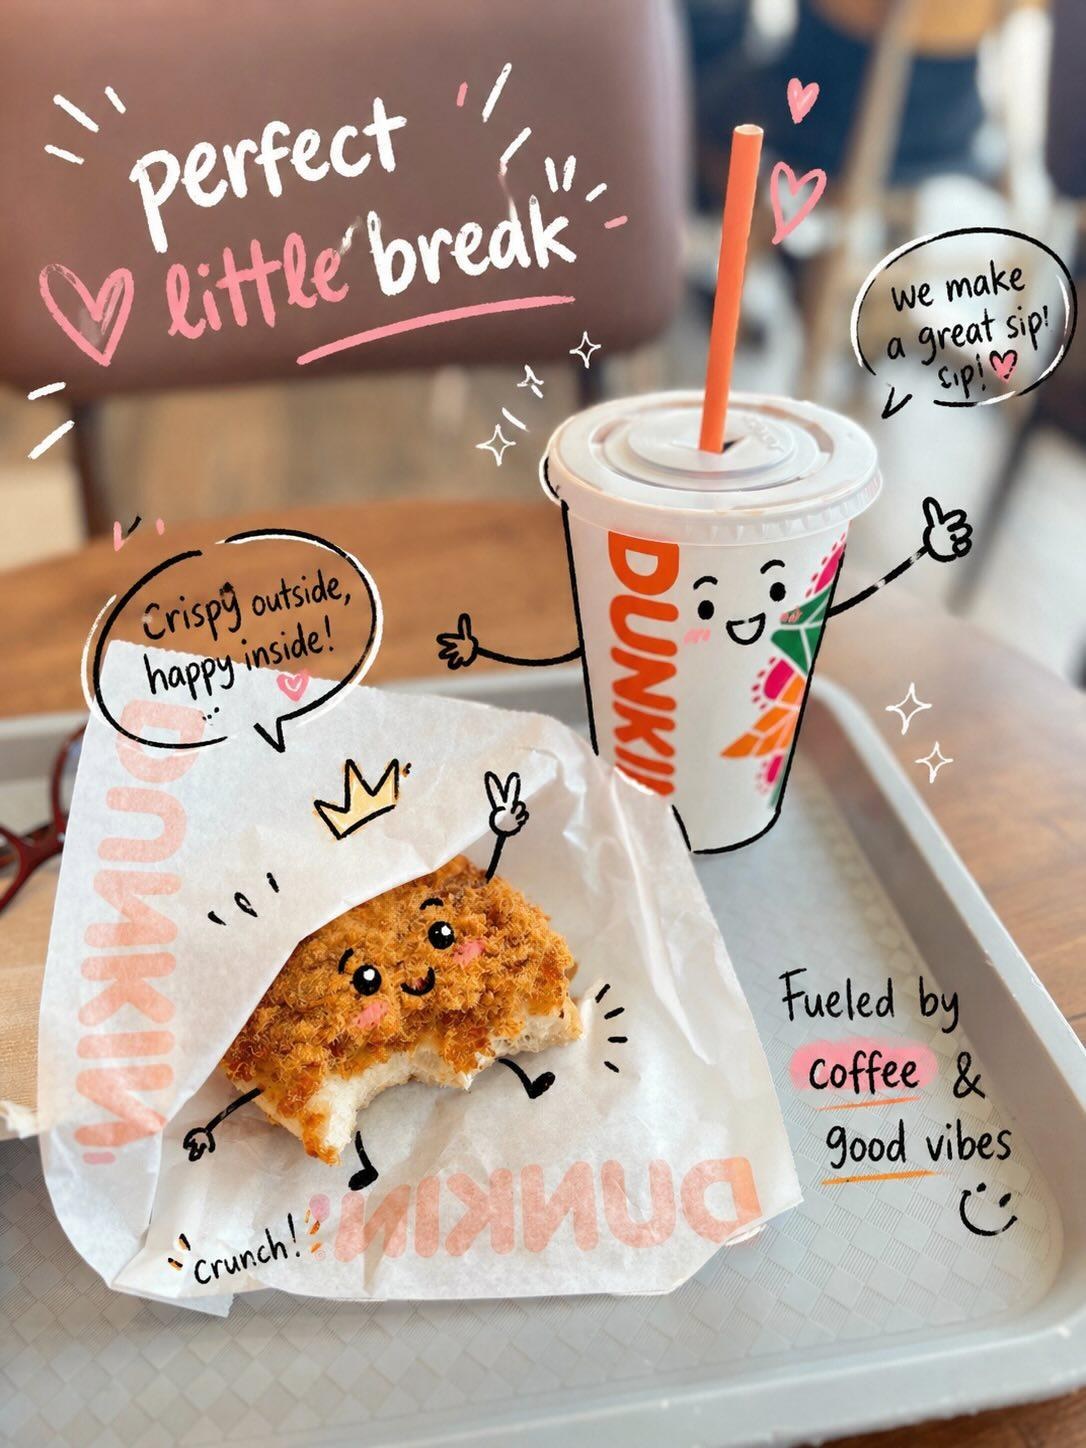 perfect
little break
we make
a great sip!
sip!
Crispy outside,
happy inside!
DUNKIN'
DUNKIN'
DUNKIN'
Fueled by
coffee &
good vibes
crunch!